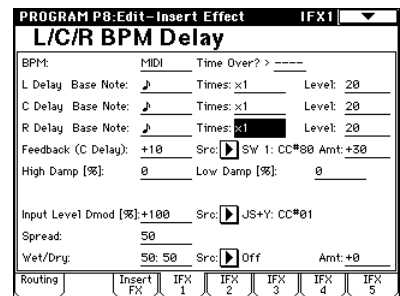 PROGRAM P8:Edit-Insert Effect IFX1
L/C/R BPM Delay
BPM: MIDI Time Over? > ----
L Delay Base Note: ♪ Times: x1 Level: 20
C Delay Base Note: ♪ Times: x1 Level: 20
R Delay Base Note: ♪ Times: x1 Level: 20
Feedback (C Delay): +10 Src: SW 1: CC#80 Amt: +30
High Damp [%]: 0 Low Damp [%]: 0
Input Level Dmod [%]: +100 Src: JS+Y: CC#01
Spread: 50
Wet/Dry: 50: 50 Src: Off Amt: +0
Routing Insert FX IFX 1 IFX 2 IFX 3 IFX 4 IFX 5